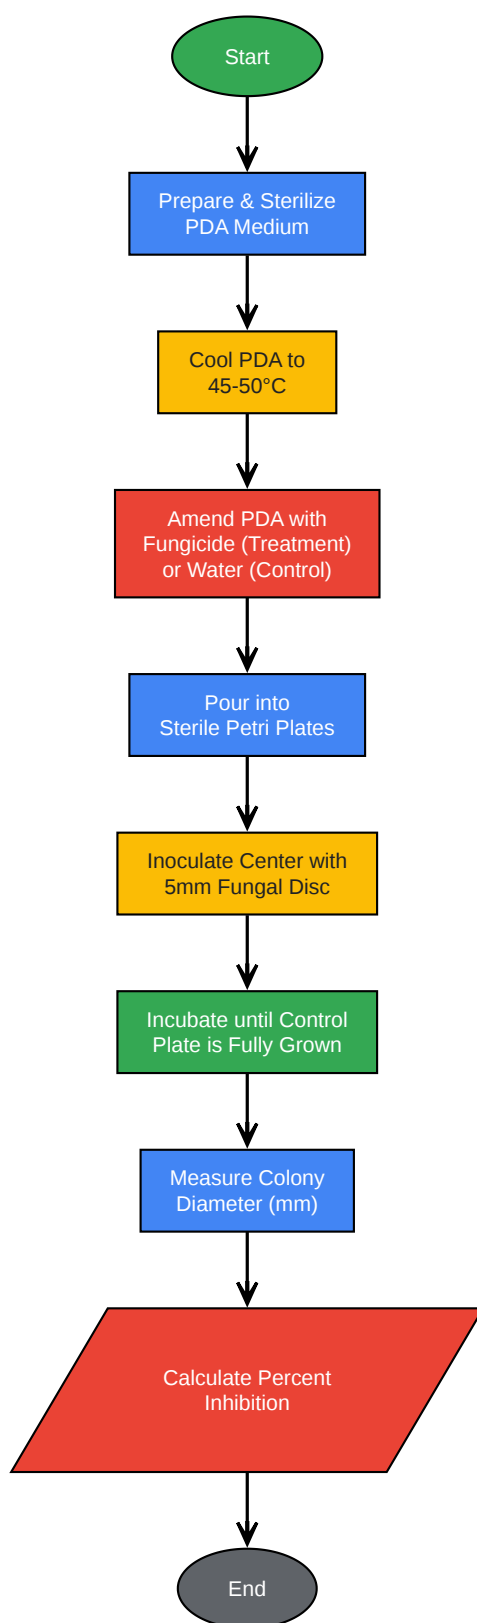 Start
Prepare & Sterilize
PDA Medium
Cool PDA to
45-50°C
Amend PDA with
Fungicide (Treatment)
or Water (Control)
Pour into
Sterile Petri Plates
Inoculate Center with
5mm Fungal Disc
Incubate until Control
Plate is Fully Grown
Measure Colony
Diameter (mm)
Calculate Percent
Inhibition
End